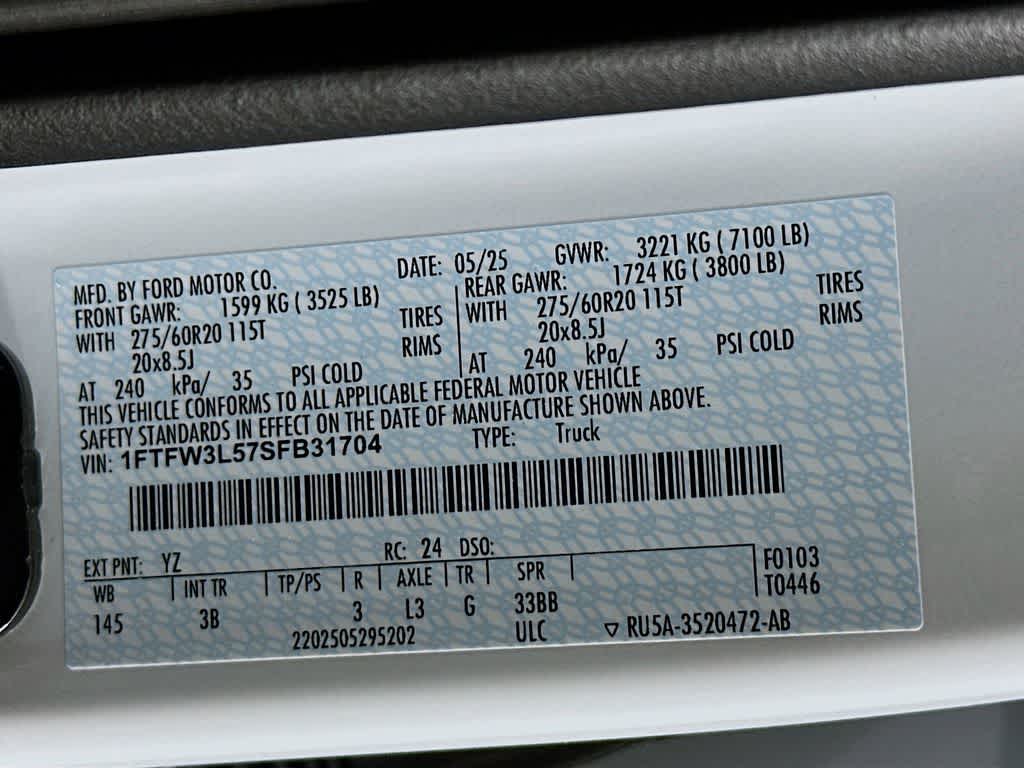 MFD. BY FORD MOTOR CO. DATE: 05/25 GVWR: 3221 KG ( 7100 LB)
FRONT GAWR: 1599 KG ( 3525 LB) REAR GAWR: 1724 KG ( 3800 LB)
WITH 275/60R20 115T TIRES WITH 275/60R20 115T TIRES
20x8.5J RIMS 20x8.5J RIMS
AT 240 kPa/ 35 PSI COLD AT 240 kPa/ 35 PSI COLD
THIS VEHICLE CONFORMS TO ALL APPLICABLE FEDERAL MOTOR VEHICLE
SAFETY STANDARDS IN EFFECT ON THE DATE OF MANUFACTURE SHOWN ABOVE.
VIN: 1FTFW3L57SFB31704 TYPE: Truck
EXT PNT: YZ RC: 24 DSO:
WB INT TR TP/PS R AXLE TR SPR F0103
145 3B 3 L3 G 33BB T0446
2202505295202 ULC ▽ RU5A-3520472-AB